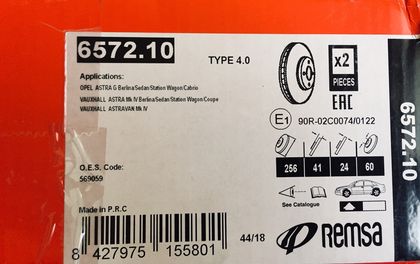 6572.10
TYPE 4.0
x2
PIECES
Applications:
OPEL ASTRA G Berlina/Sedan/Station Wagon/Cabrio
VAUXHALL ASTRA Mk IV Berlina/Sedan/Station Wagon/Coupe
VAUXHALL ASTRAVAN Mk IV
EAC
E1
90R-02C0074/0122
O.E.S. Code:
569059
256 41 24 60
See Catalogue
Made in P.R.C
8 427975 155801
44/18
REMSA
6572.10